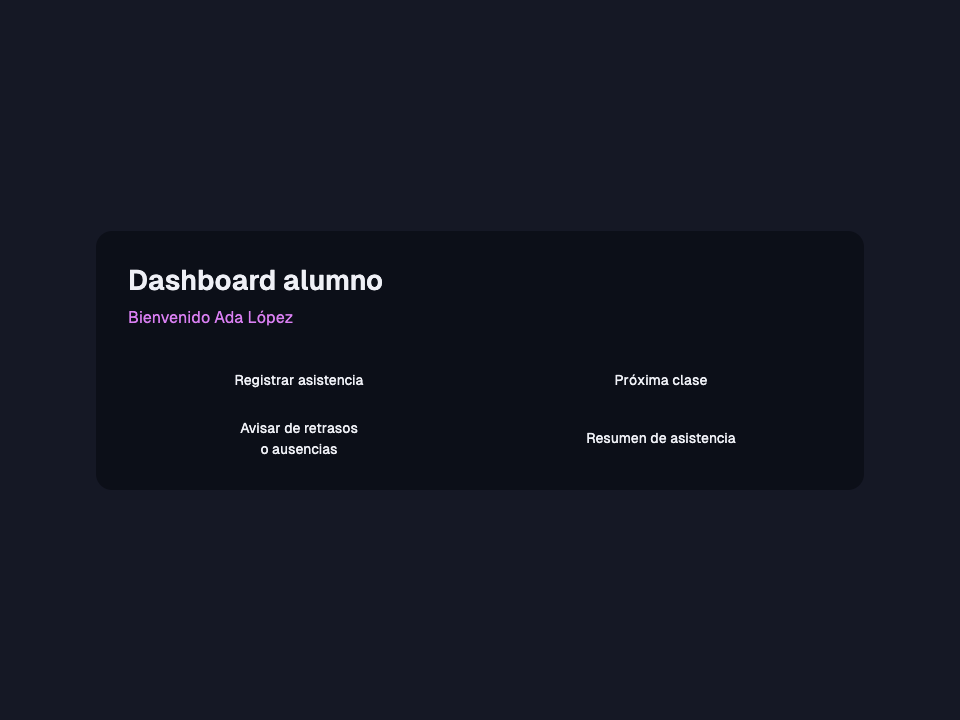 Dashboard alumno
Bienvenido Ada López
Registrar asistencia
Próxima clase
Avisar de retrasos
o ausencias
Resumen de asistencia